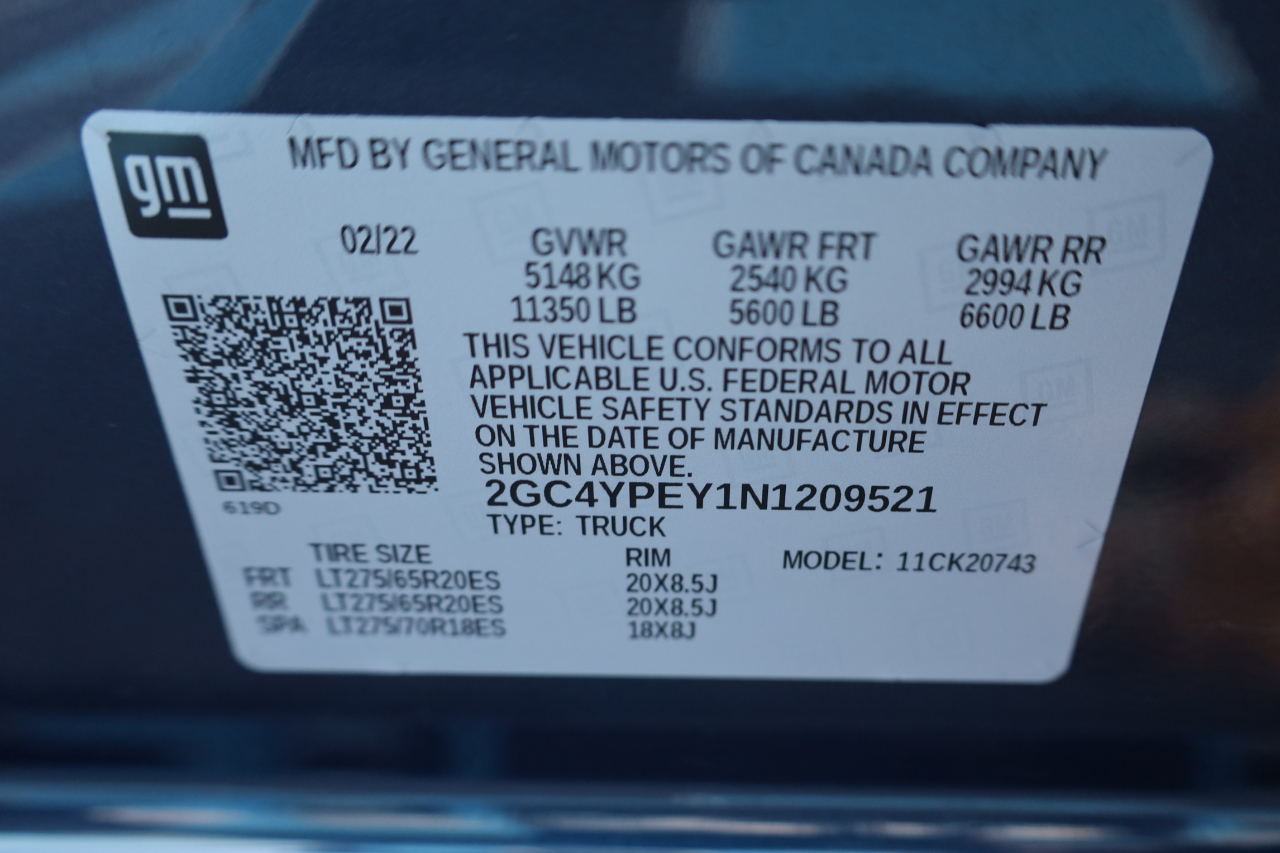 gm
MFD BY GENERAL MOTORS OF CANADA COMPANY
02/22 GVWR GAWR FRT GAWR RR
5148 KG 2540 KG 2994 KG
11350 LB 5600 LB 6600 LB
THIS VEHICLE CONFORMS TO ALL
APPLICABLE U.S. FEDERAL MOTOR
VEHICLE SAFETY STANDARDS IN EFFECT
ON THE DATE OF MANUFACTURE
SHOWN ABOVE.
2GC4YPEY1N1209521
619D
TYPE: TRUCK
TIRE SIZE RIM MODEL: 11CK20743
FRT LT275/65R20ES 20X8.5J
RR LT275/65R20ES 20X8.5J
SPA LT275/70R18ES 18X8J